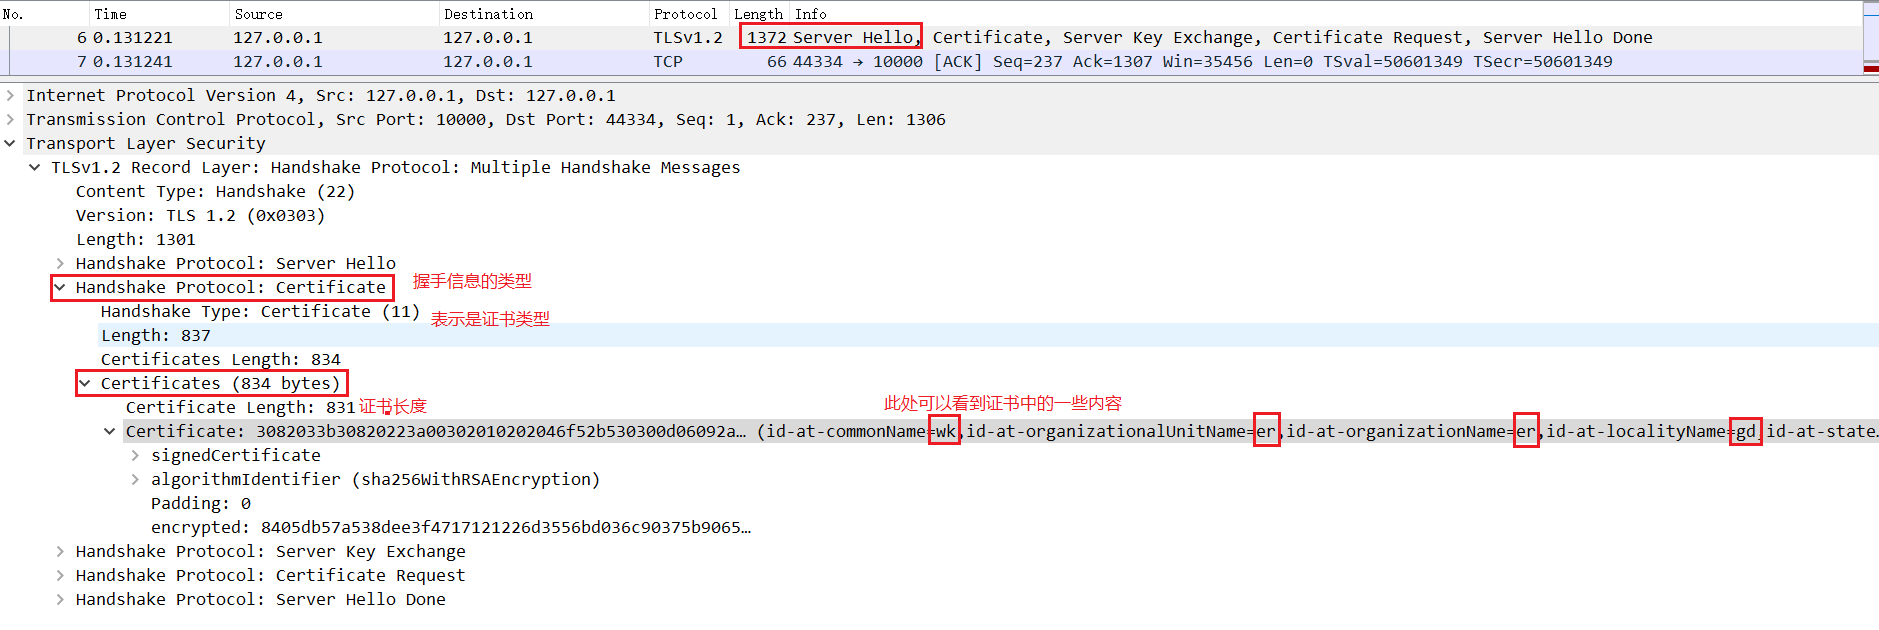 No. Time Source Destination Protocol Length Info
6 0.131221 127.0.0.1 127.0.0.1 TLSv1.2 1372 Server Hello, Certificate, Server Key Exchange, Certificate Request, Server Hello Done
7 0.131241 127.0.0.1 127.0.0.1 TCP 66 44334 → 10000 [ACK] Seq=237 Ack=1307 Win=35456 Len=0 TSval=50601349 TSecr=50601349
Internet Protocol Version 4, Src: 127.0.0.1, Dst: 127.0.0.1
Transmission Control Protocol, Src Port: 10000, Dst Port: 44334, Seq: 1, Ack: 237, Len: 1306
Transport Layer Security
TLSv1.2 Record Layer: Handshake Protocol: Multiple Handshake Messages
Content Type: Handshake (22)
Version: TLS 1.2 (0x0303)
Length: 1301
Handshake Protocol: Server Hello
Handshake Protocol: Certificate 握手信息的类型
Handshake Type: Certificate (11) 表示是证书类型
Length: 837
Certificates Length: 834
Certificates (834 bytes)
Certificate Length: 831 证书长度 此处可以看到证书中的一些内容
Certificate: 3082033b30820223a00302010202046f52b530300d06092a… (id-at-commonName=wk,id-at-organizationalUnitName=er,id-at-organizationName=er,id-at-localityName=gd,id-at-state…
signedCertificate
algorithmIdentifier (sha256WithRSAEncryption)
Padding: 0
encrypted: 8405db57a538dee3f4717121226d3556bd036c90375b9065…
Handshake Protocol: Server Key Exchange
Handshake Protocol: Certificate Request
Handshake Protocol: Server Hello Done